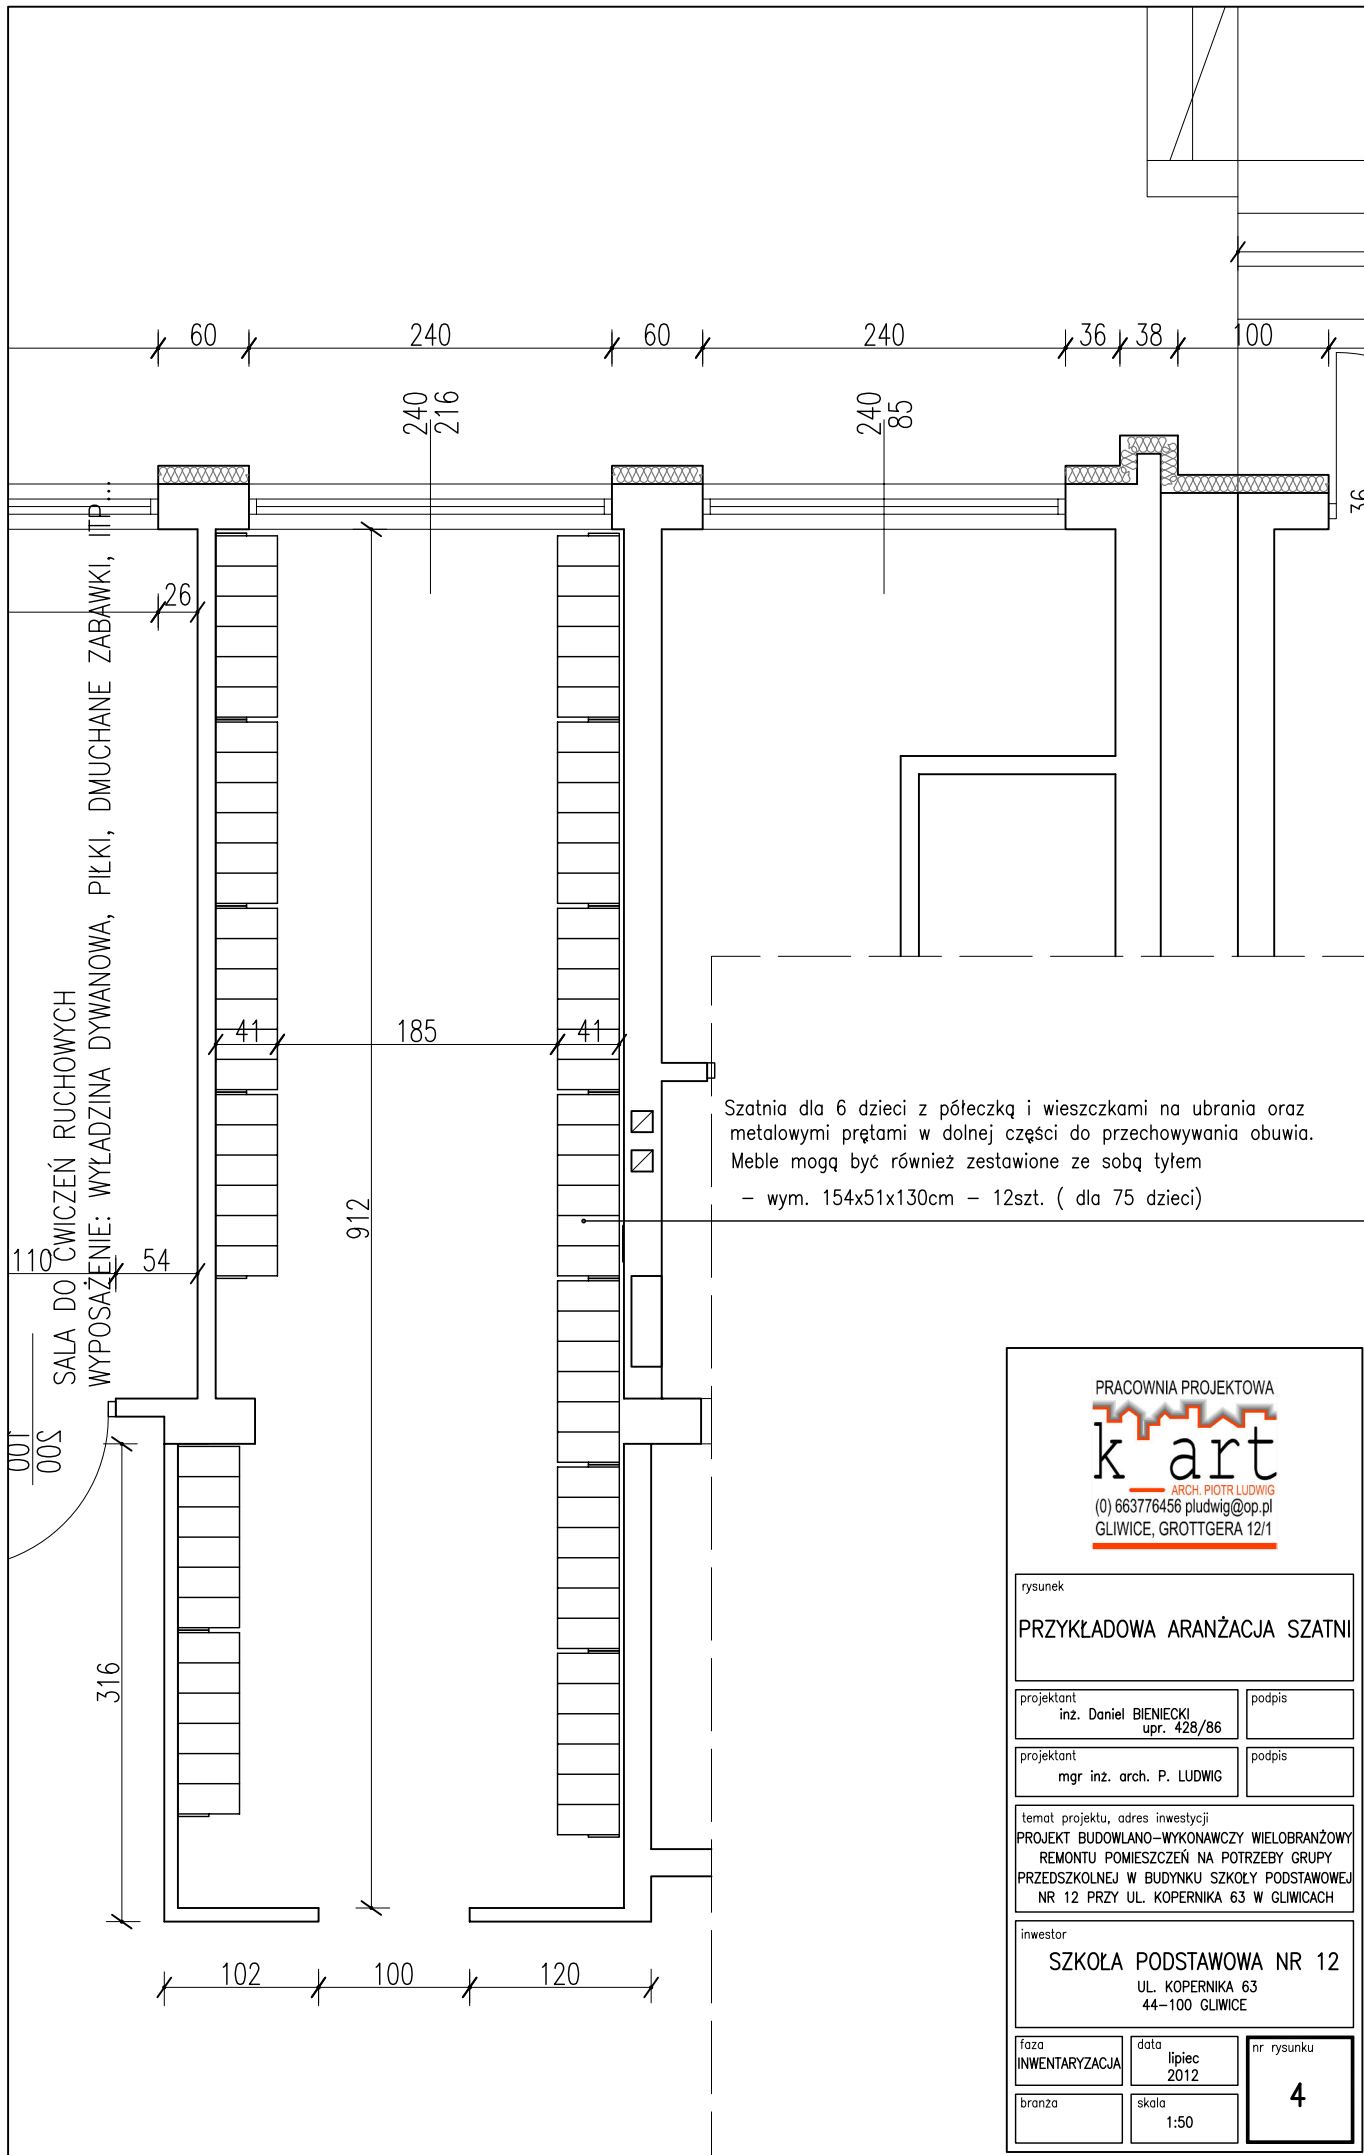 60
240
60
240
36
38
100
240
216
240
85
36
26
SALA DO ĆWICZEŃ RUCHOWYCH
WYPOSAŻENIE: WYŁADZINA DYWANOWA, PIŁKI, DMUCHANE ZABAWKI, ITP...
41
185
41
912
Szatnia dla 6 dzieci z półeczką i wieszczkami na ubrania oraz
metalowymi prętami w dolnej części do przechowywania obuwia.
Meble mogą być również zestawione ze sobą tyłem
- wym. 154x51x130cm - 12szt. ( dla 75 dzieci)
110
54
100
200
316
102
100
120
PRACOWNIA PROJEKTOWA
k art
ARCH. PIOTR LUDWIG
(0) 663776456 pludwig@op.pl
GLIWICE, GROTTGERA 12/1
rysunek
PRZYKŁADOWA ARANŻACJA SZATNI
projektant
inż. Daniel BIENIECKI
upr. 428/86
podpis
projektant
mgr inż. arch. P. LUDWIG
podpis
temat projektu, adres inwestycji
PROJEKT BUDOWLANO-WYKONAWCZY WIELOBRANŻOWY
REMONTU POMIESZCZEŃ NA POTRZEBY GRUPY
PRZEDSZKOLNEJ W BUDYNKU SZKOŁY PODSTAWOWEJ
NR 12 PRZY UL. KOPERNIKA 63 W GLIWICACH
inwestor
SZKOŁA PODSTAWOWA NR 12
UL. KOPERNIKA 63
44-100 GLIWICE
faza
INWENTARYZACJA
data
lipiec
2012
nr rysunku
4
branża
skala
1:50